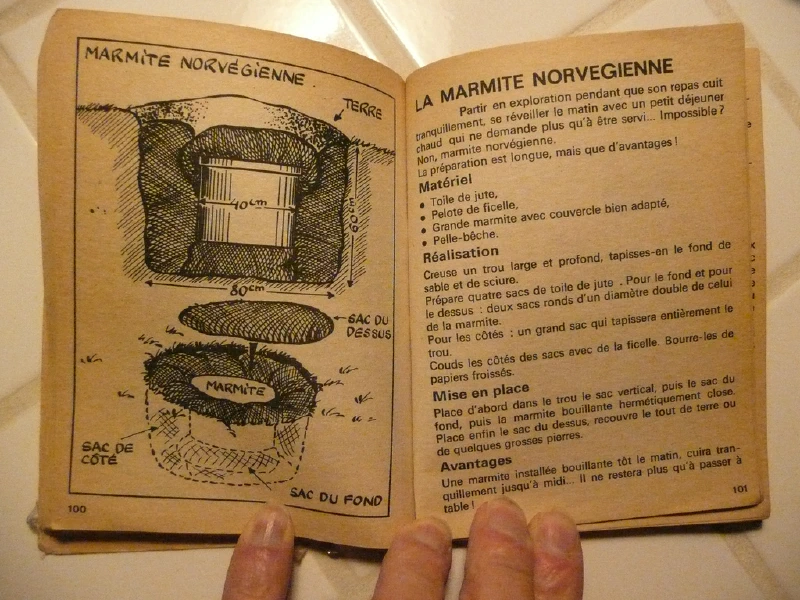 MARMITE NORVÉGIENNE
TERRE
40cm
60cm
80cm
SAC DU
DESSUS
MARMITE
SAC DE
CÔTÉ
SAC DU FOND
100
LA MARMITE NORVEGIENNE
Partir en exploration pendant que son repas cuit
tranquillement, se réveiller le matin avec un petit déjeuner
chaud qui ne demande plus qu'à être servi... Impossible ?
Non, marmite norvégienne.
La préparation est longue, mais que d'avantages !
Matériel
• Toile de jute,
• Pelote de ficelle,
• Grande marmite avec couvercle bien adapté,
• Pelle-bêche.
Réalisation
Creuse un trou large et profond, tapisses-en le fond de
sable et de sciure.
Prépare quatre sacs de toile de jute . Pour le fond et pour
le dessus : deux sacs ronds d'un diamètre double de celui
de la marmite.
Pour les côtés : un grand sac qui tapissera entièrement le
trou.
Couds les côtés des sacs avec de la ficelle. Bourre-les de
papiers froissés.
Mise en place
Place d'abord dans le trou le sac vertical, puis le sac du
fond, puis la marmite bouillante hermétiquement close.
Place enfin le sac du dessus, recouvre le tout de terre ou
de quelques grosses pierres.
Avantages
Une marmite installée bouillante tôt le matin, cuira tran-
quillement jusqu'à midi... Il ne restera plus qu'à passer à
table !
101